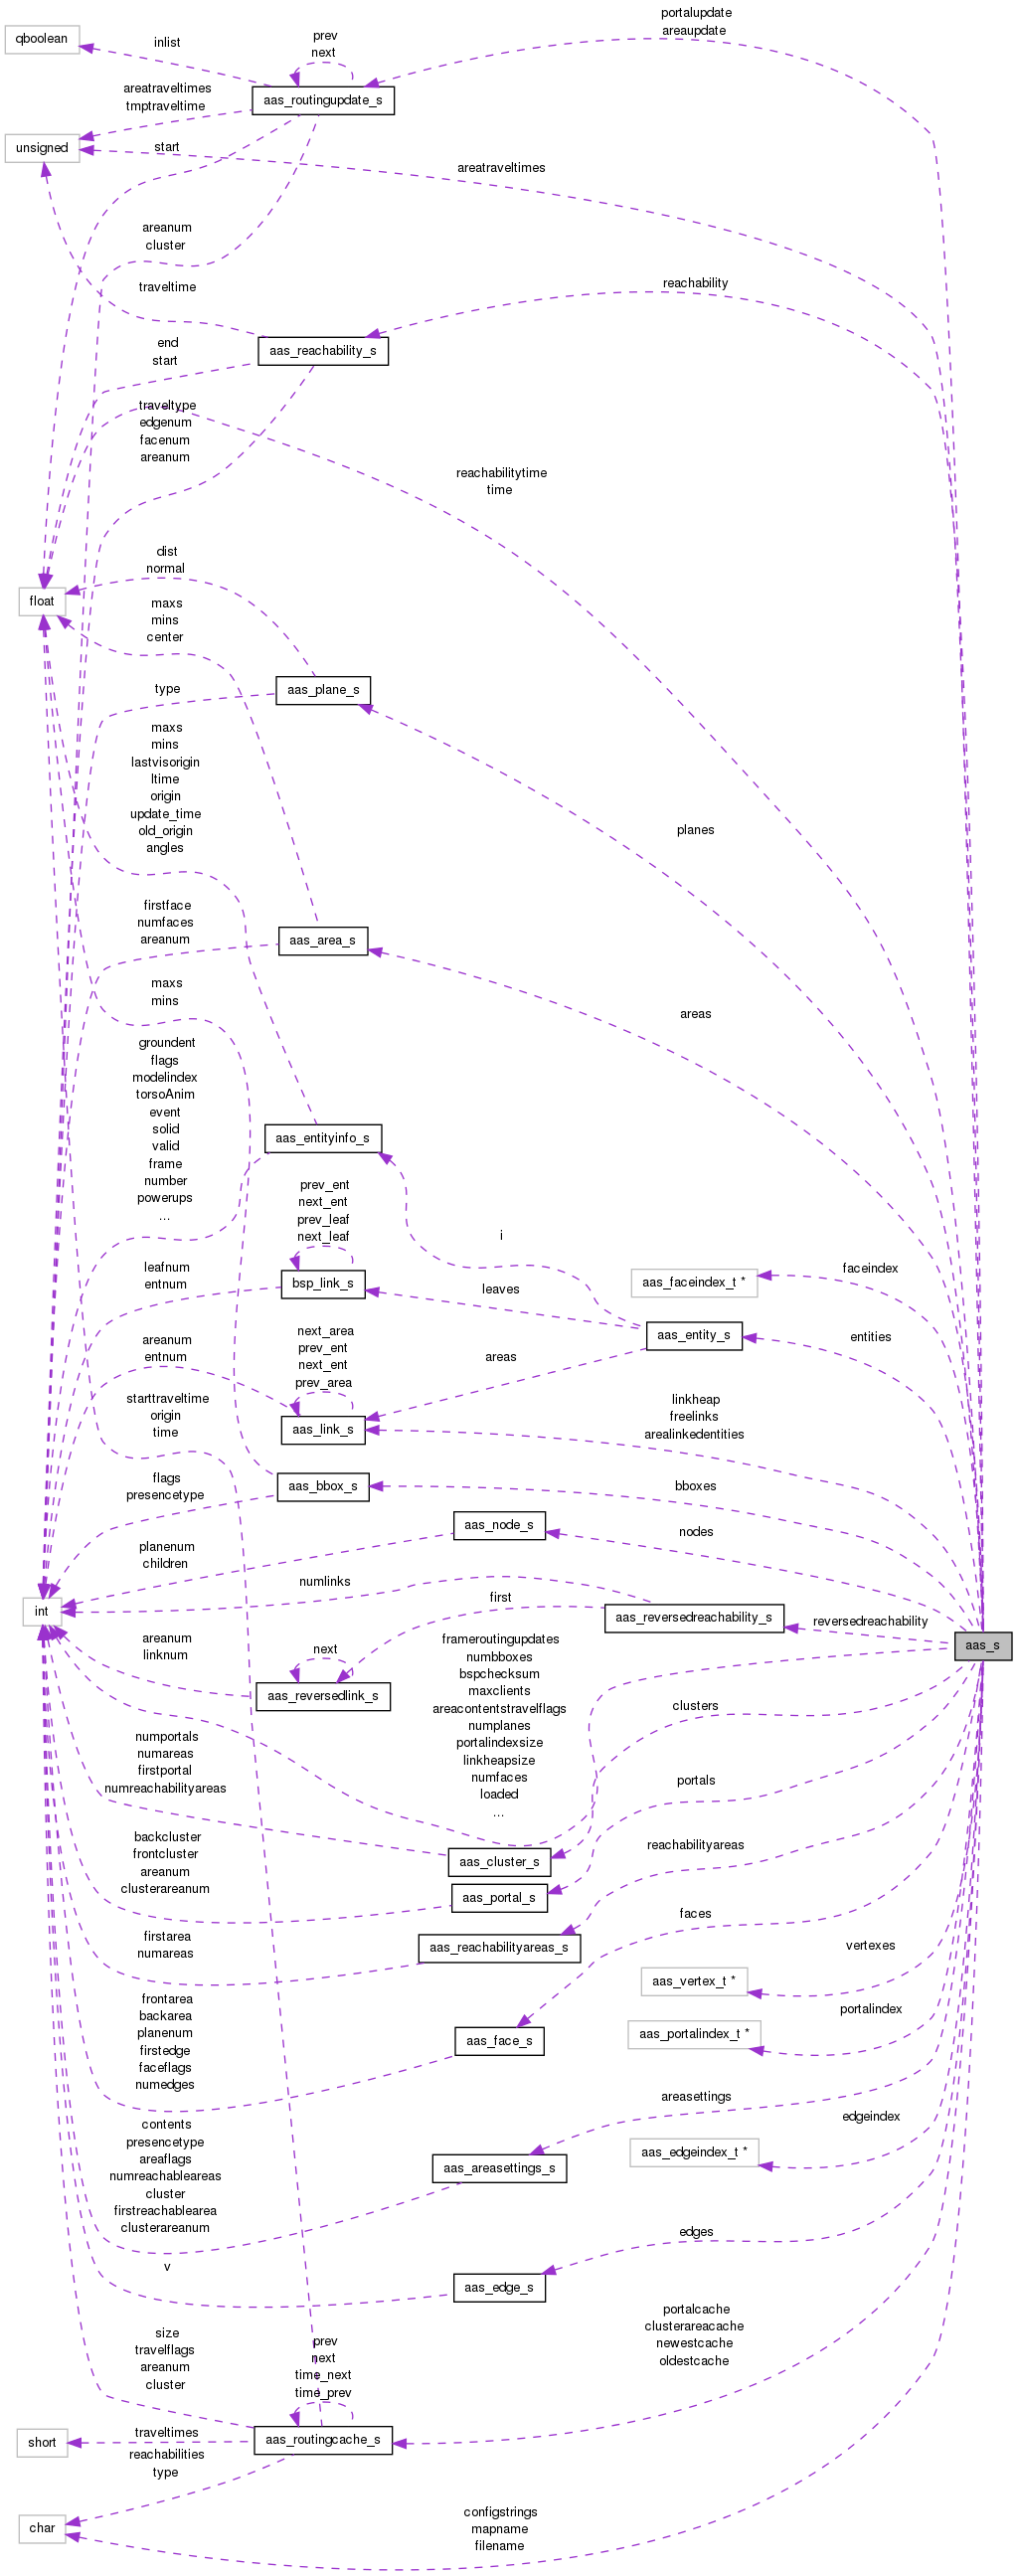 portalupdate
areaupdate
qboolean
inlist
prev
next
aas_routingupdate_s
areatraveltimes
tmptraveltime
unsigned
start
areatraveltimes
areanum
cluster
traveltime
reachability
end
start
aas_reachability_s
traveltype
edgenum
facenum
areanum
reachabilitytime
time
dist
normal
float
maxs
mins
center
type
aas_plane_s
maxs
mins
lastvisorigin
ltime
origin
update_time
old_origin
angles
planes
firstface
numfaces
areanum
aas_area_s
maxs
mins
areas
groundent
flags
modelindex
torsoAnim
event
solid
valid
frame
number
powerups
...
aas_entityinfo_s
prev_ent
next_ent
prev_leaf
next_leaf
i
leafnum
entnum
bsp_link_s
leaves
aas_faceindex_t *
faceindex
areanum
entnum
next_area
prev_ent
next_ent
prev_area
areas
aas_entity_s
entities
starttraveltime
origin
time
aas_link_s
linkheap
freelinks
arealinkedentities
flags
presencetype
aas_bbox_s
bboxes
planenum
children
aas_node_s
nodes
int
numlinks
first
aas_reversedreachability_s
reversedreachability
aas_s
areanum
linknum
next
aas_reversedlink_s
frameroutingupdates
numbboxes
bspchecksum
maxclients
areacontentstravelflags
numplanes
portalindexsize
linkheapsize
numfaces
loaded
...
clusters
numportals
numareas
firstportal
numreachabilityareas
portals
backcluster
frontcluster
areanum
clusterareanum
aas_cluster_s
aas_portal_s
reachabilityareas
firstarea
numareas
aas_reachabilityareas_s
faces
vertexes
aas_vertex_t *
frontarea
backarea
planenum
firstedge
faceflags
numedges
aas_face_s
portalindex
aas_portalindex_t *
contents
presencetype
areaflags
numreachableareas
cluster
firstreachablearea
clusterareanum
aas_areasettings_s
areasettings
edgeindex
aas_edgeindex_t *
v
aas_edge_s
edges
size
travelflags
areanum
cluster
prev
next
time_next
time_prev
portalcache
clusterareacache
newestcache
oldestcache
short
traveltimes
aas_routingcache_s
reachabilities
type
char
configstrings
mapname
filename